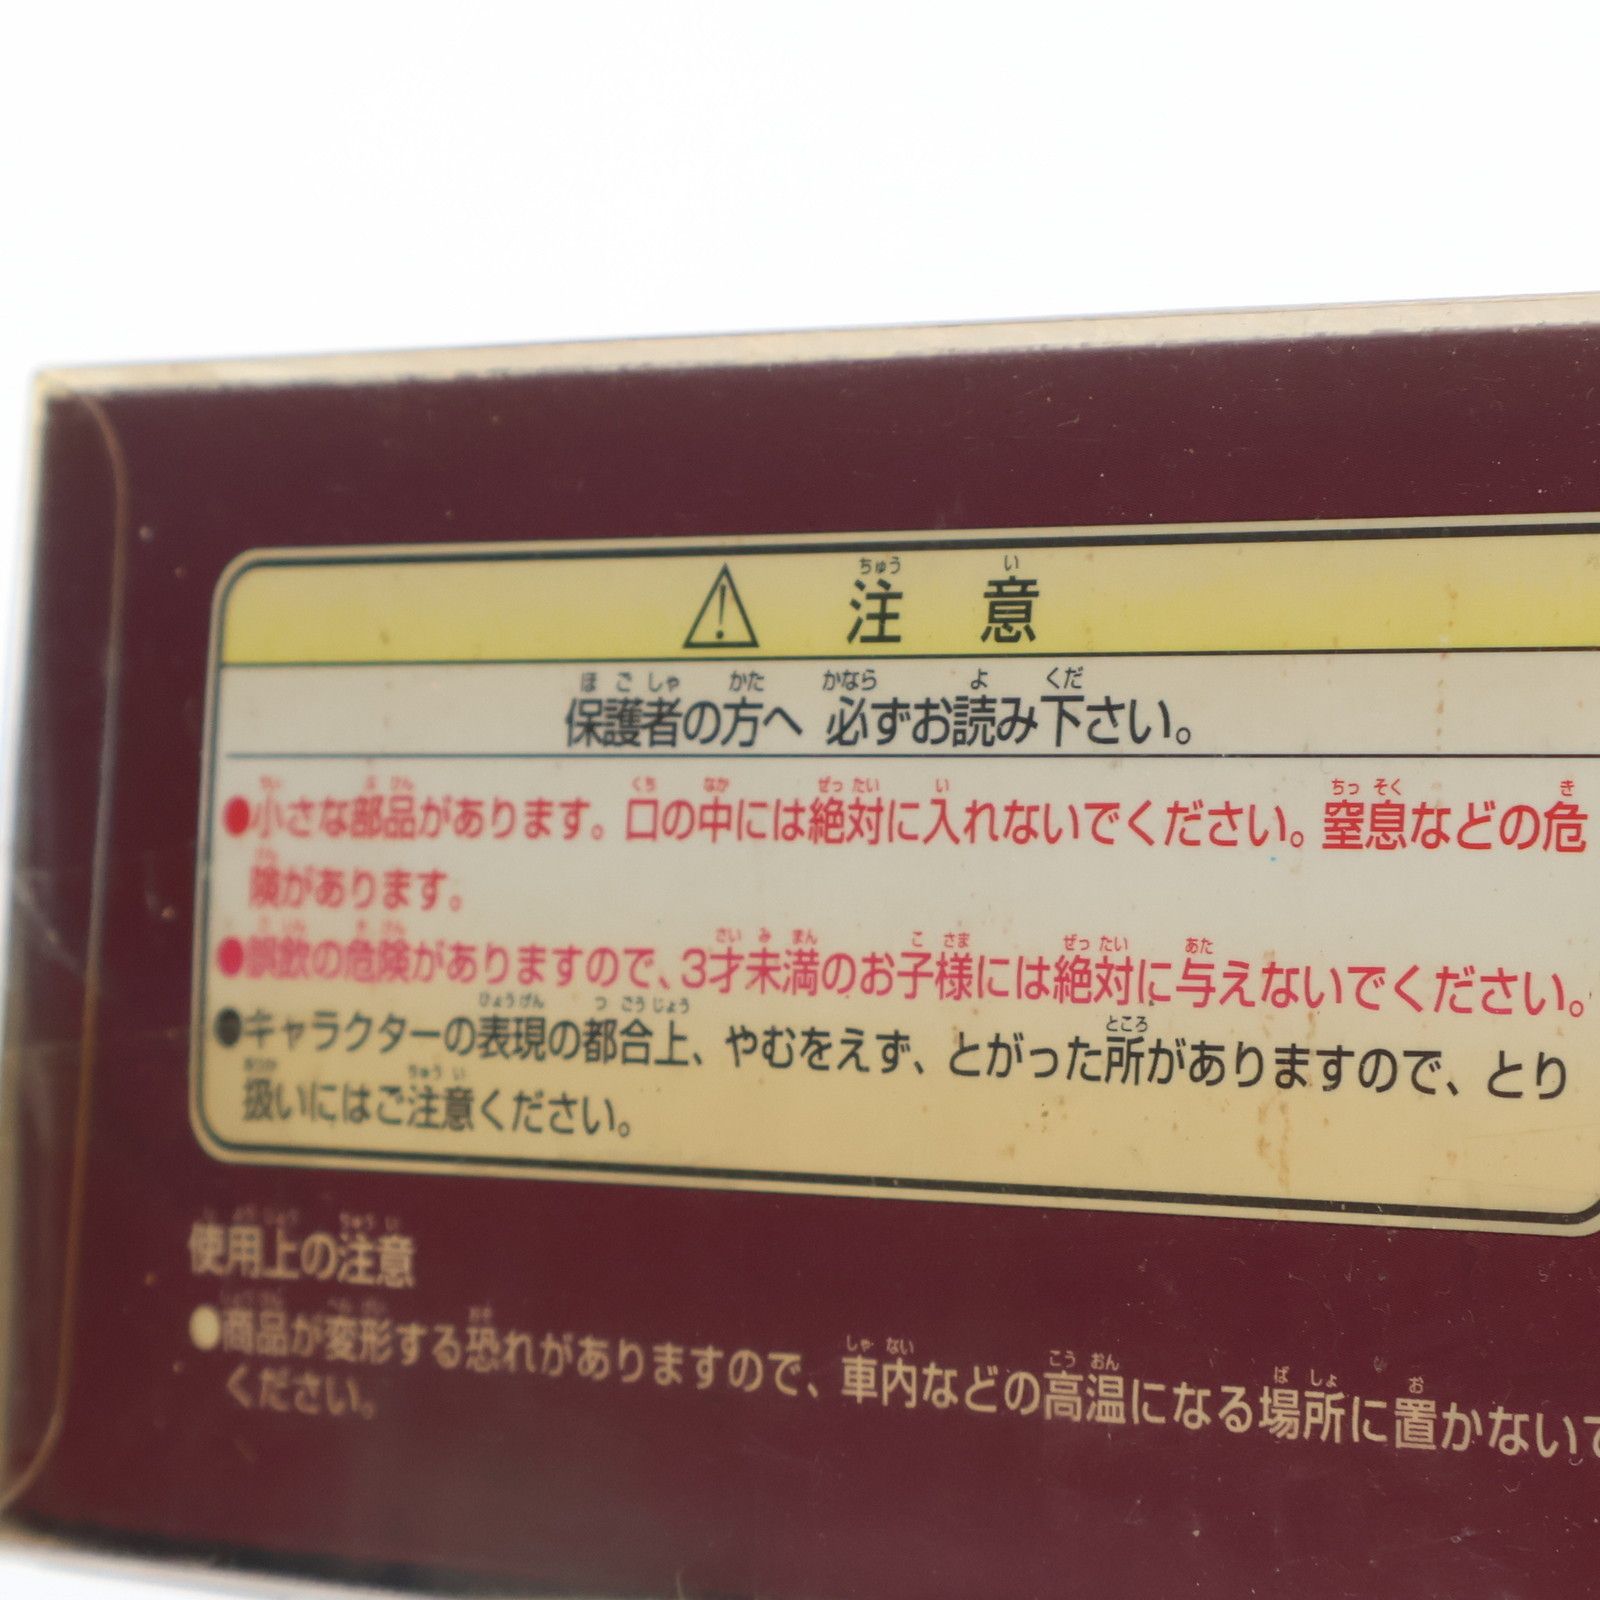 注意
保護者の方へ 必ずお読み下さい。
●小さな部品があります。口の中には絶対に入れないでください。窒息などの危
険があります。
●誤飲の危険がありますので、3才未満のお子様には絶対に与えないでください。
●キャラクターの表現の都合上、やむをえず、とがった所がありますので、とり
扱いにはご注意ください。
使用上の注意
●商品が変形する恐れがありますので、車内などの高温になる場所に置かないで
ください。